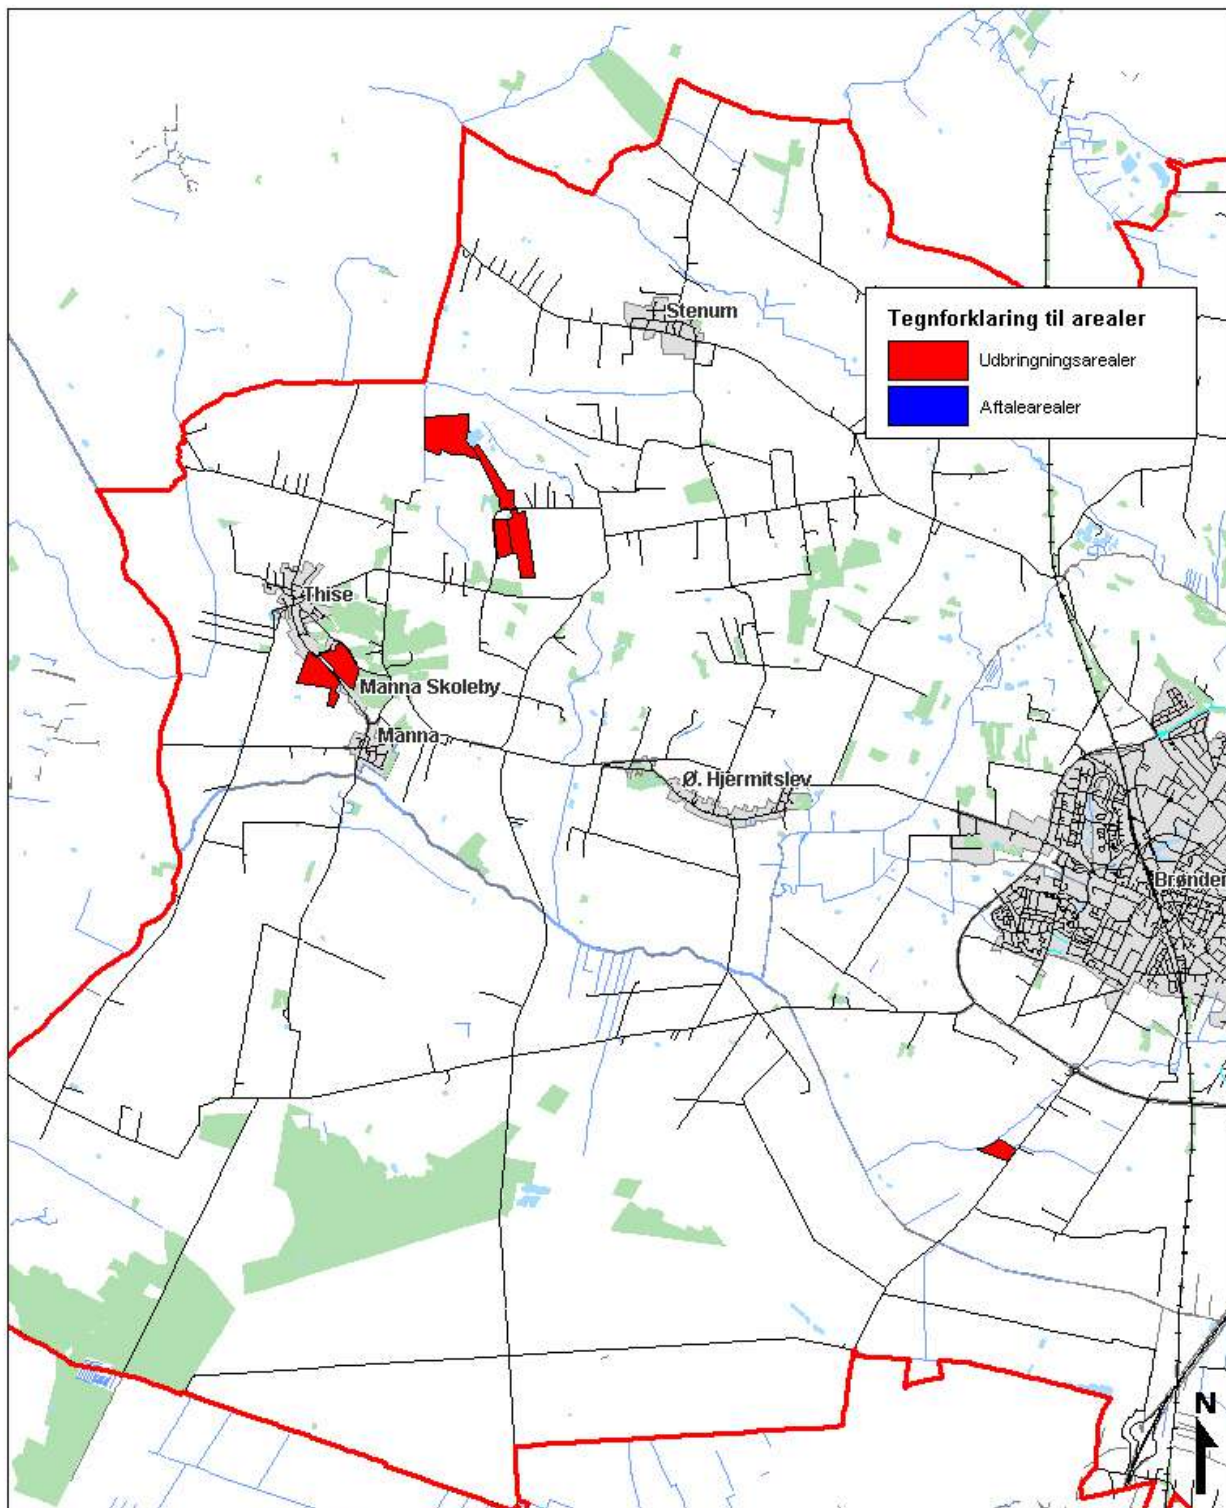 Stenum
Tegnforklaring til arealer
Udbringningsarealer
Aftalearealer
Thise
Manna Skoleby
Manna
Ø. Hjermitslev
Brønder
N